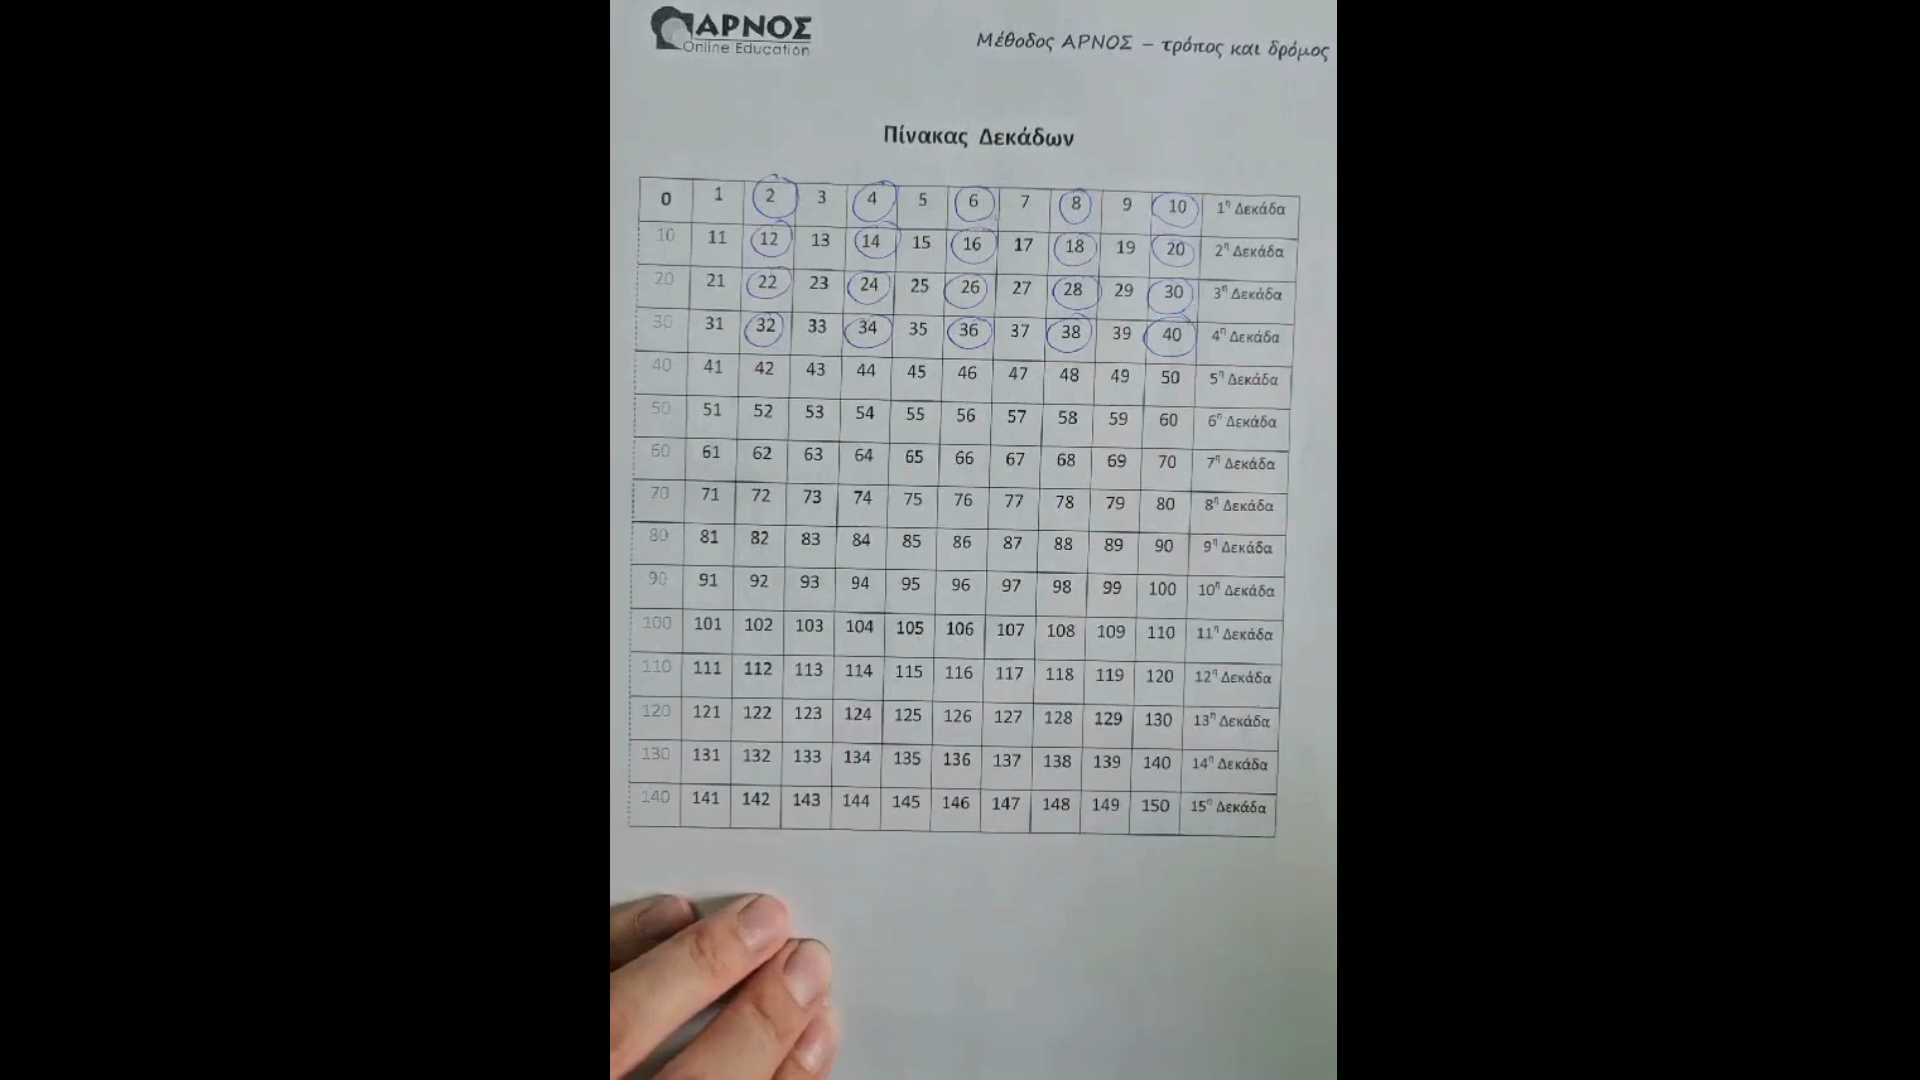 ΑΡΝΟΣ
Online Education
Μέθοδος ΑΡΝΟΣ – τρόπος και δρόμος
Πίνακας Δεκάδων
0 1 2 3 4 5 6 7 8 9 10 1η Δεκάδα
10 11 12 13 14 15 16 17 18 19 20 2η Δεκάδα
20 21 22 23 24 25 26 27 28 29 30 3η Δεκάδα
30 31 32 33 34 35 36 37 38 39 40 4η Δεκάδα
40 41 42 43 44 45 46 47 48 49 50 5η Δεκάδα
50 51 52 53 54 55 56 57 58 59 60 6η Δεκάδα
60 61 62 63 64 65 66 67 68 69 70 7η Δεκάδα
70 71 72 73 74 75 76 77 78 79 80 8η Δεκάδα
80 81 82 83 84 85 86 87 88 89 90 9η Δεκάδα
90 91 92 93 94 95 96 97 98 99 100 10η Δεκάδα
100 101 102 103 104 105 106 107 108 109 110 11η Δεκάδα
110 111 112 113 114 115 116 117 118 119 120 12η Δεκάδα
120 121 122 123 124 125 126 127 128 129 130 13η Δεκάδα
130 131 132 133 134 135 136 137 138 139 140 14η Δεκάδα
140 141 142 143 144 145 146 147 148 149 150 15η Δεκάδα